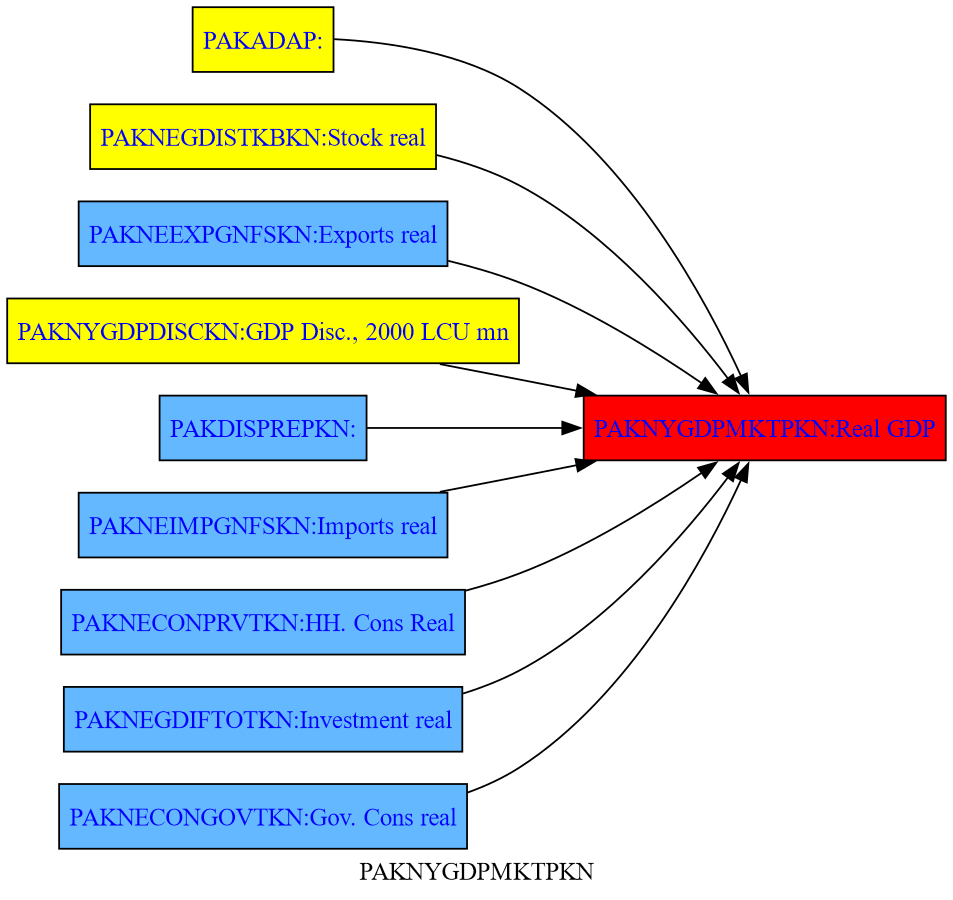 PAKADAP:
PAKNEGDISTKBKN:Stock real
PAKNEEXPGNFSKN:Exports real
PAKNYGDPDISCKN:GDP Disc., 2000 LCU mn
PAKDISPREPKN:
PAKNYGDPMKTPKN:Real GDP
PAKNEIMPGNFSKN:Imports real
PAKNECONPRVTKN:HH. Cons Real
PAKNEGDIFTOTKN:Investment real
PAKNECONGOVTKN:Gov. Cons real
PAKNYGDPMKTPKN